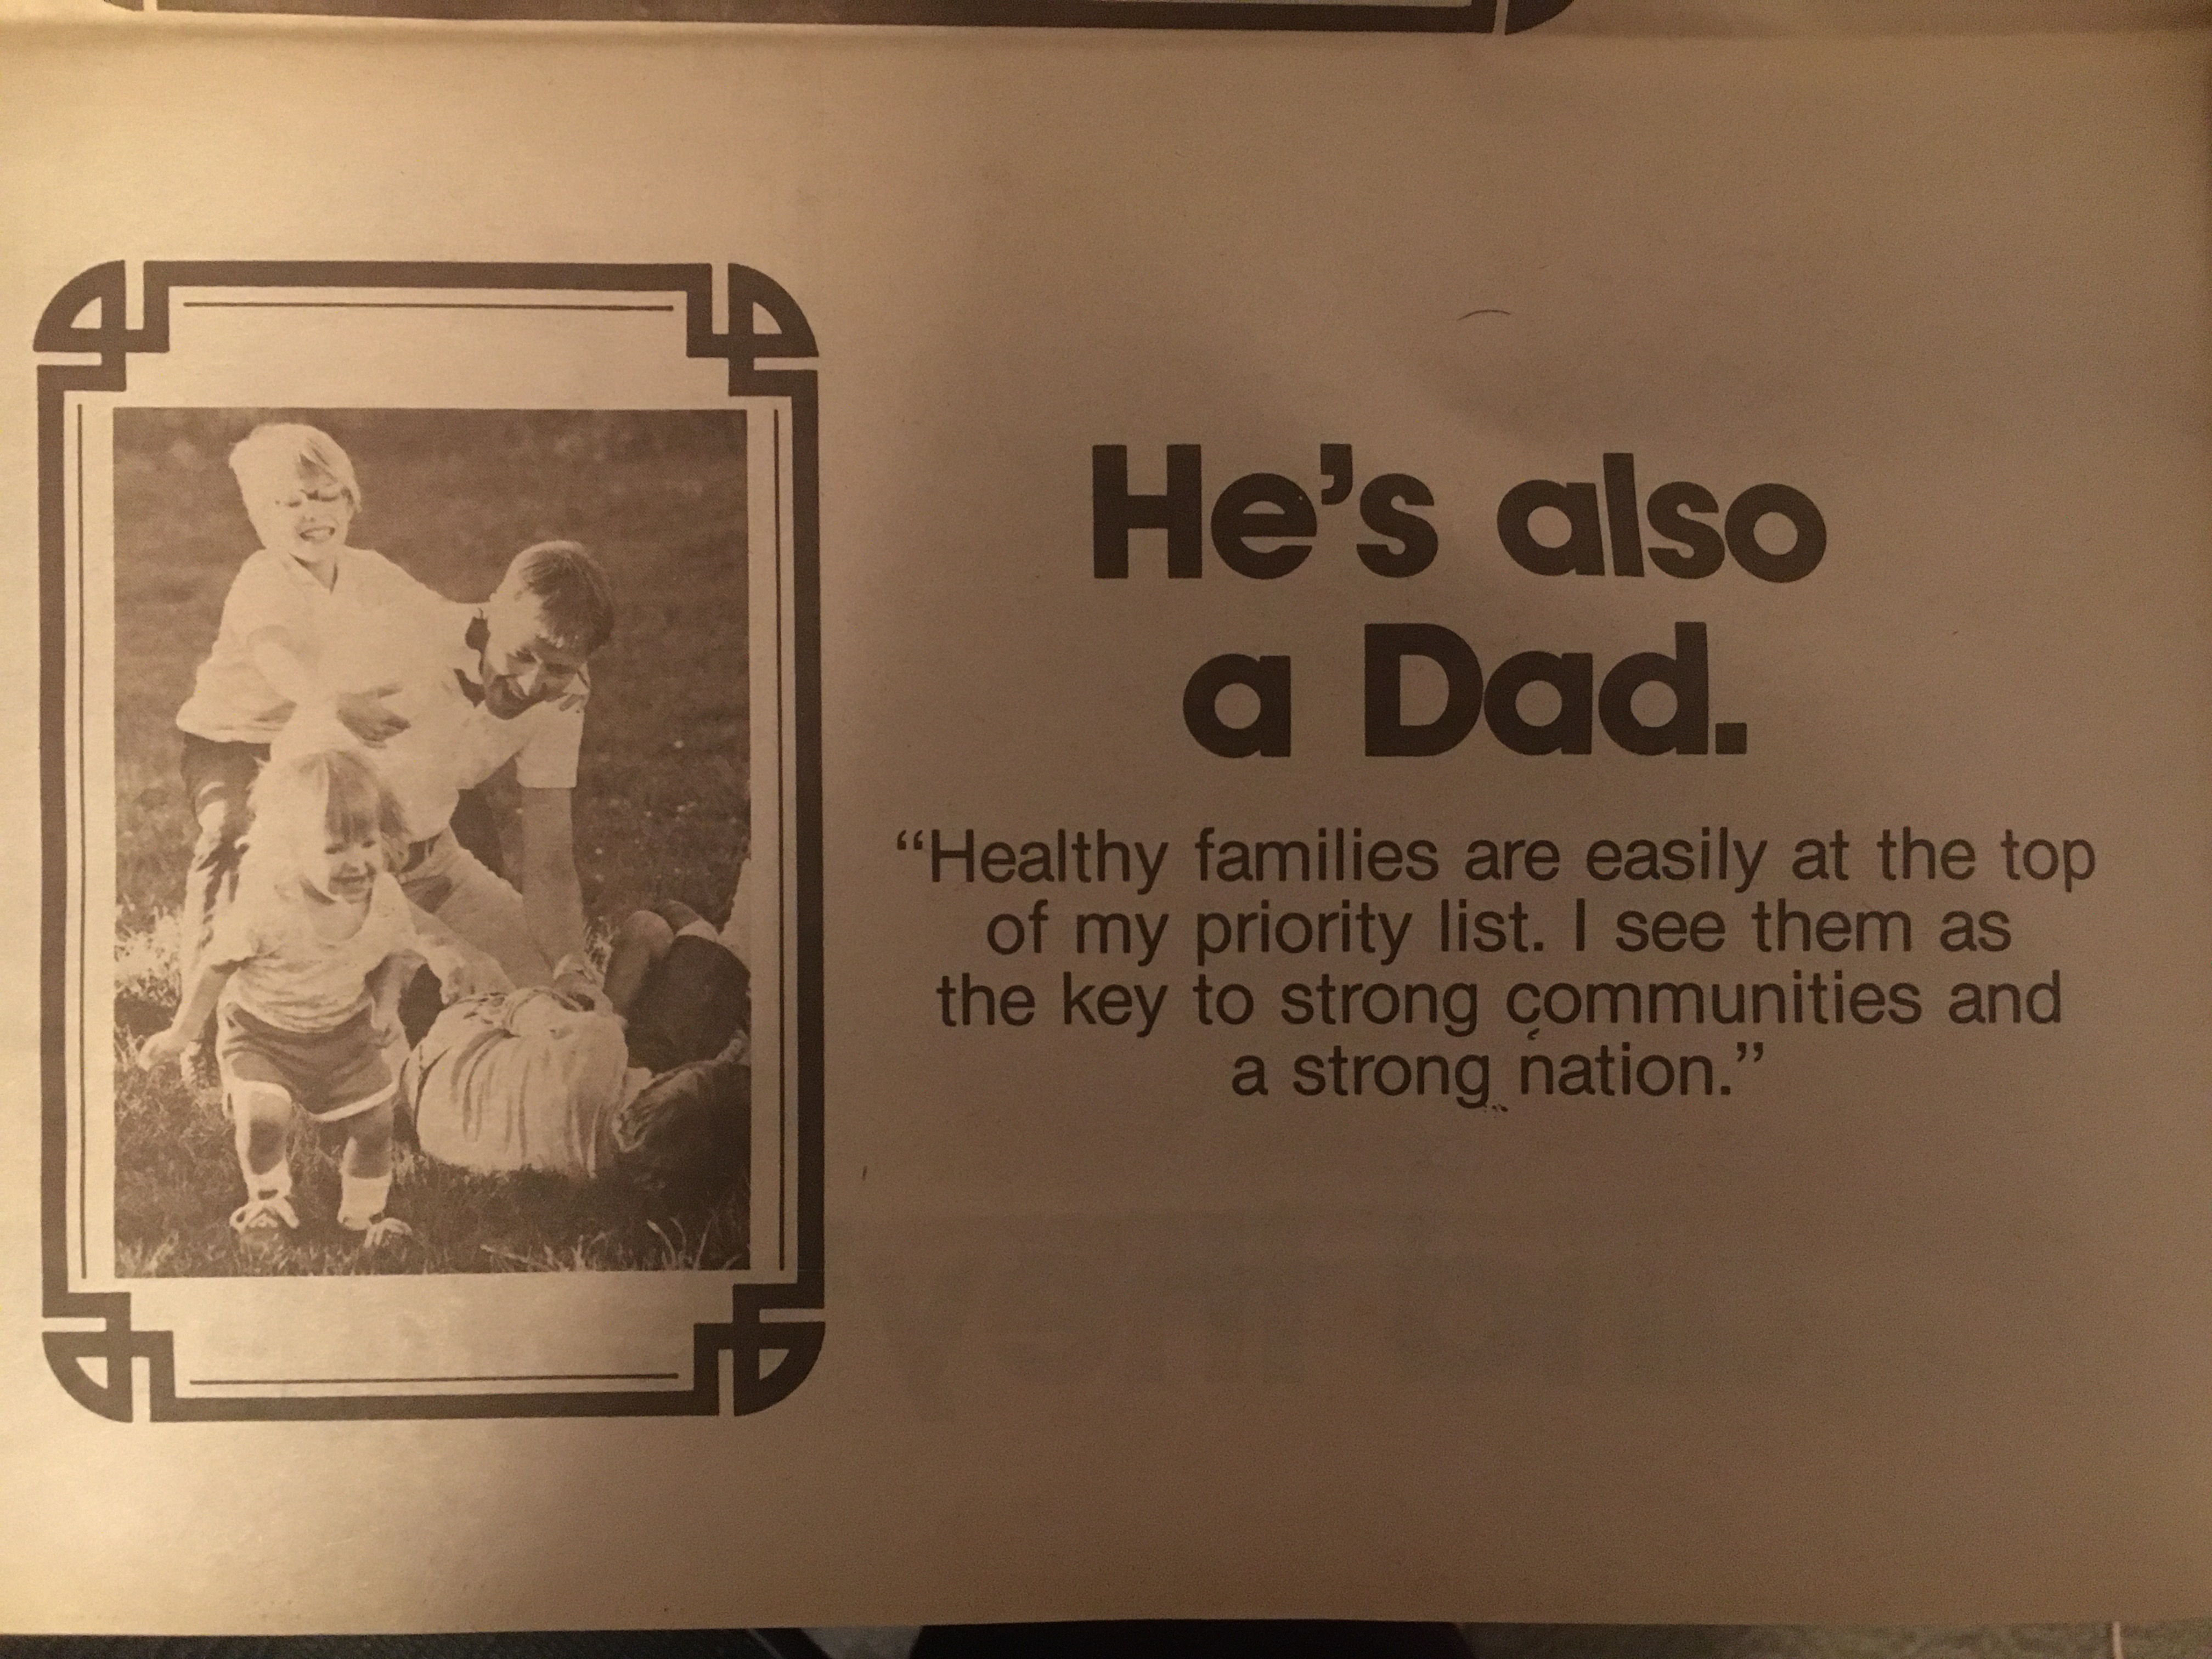 He's also
a Dad.
“Healthy families are easily at the top
of my priority list. I see them as
the key to strong communities and
a strong nation.”